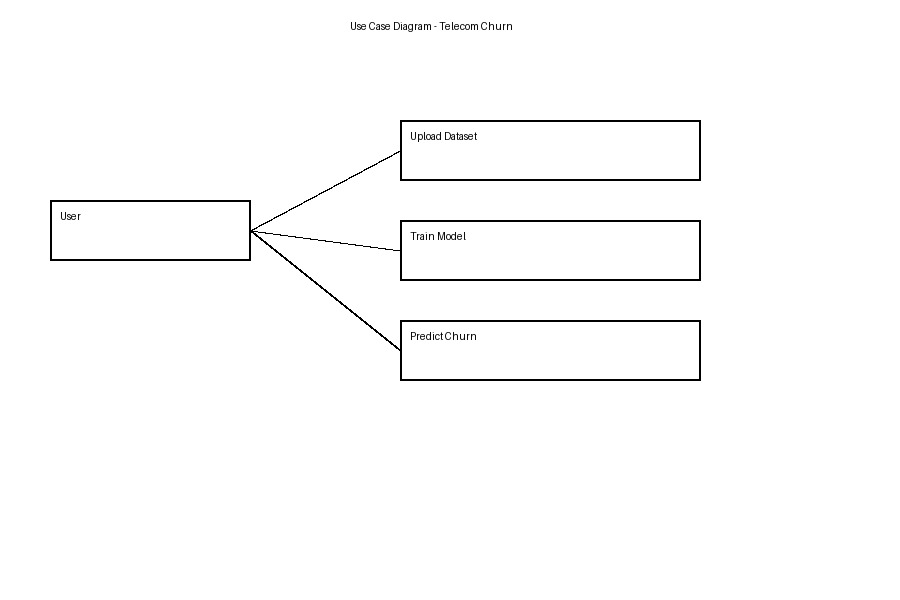 Use Case Diagram - Telecom Churn
Upload Dataset
User
Train Model
Predict Churn